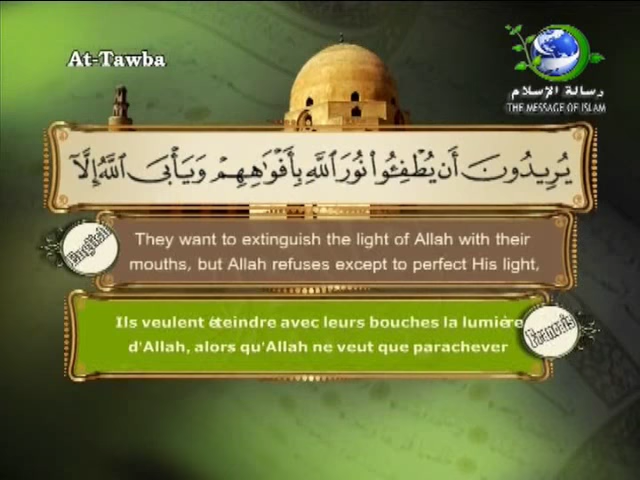 At-Tawba
رسالة الإسلام
THE MESSAGE OF ISLAM
يُرِيدُونَ أَن يُطْفِـُٔوا۟ نُورَ ٱللَّهِ بِأَفْوَٰهِهِمْ وَيَأْبَى ٱللَّهُ إِلَّآ
English
They want to extinguish the light of Allah with their
mouths, but Allah refuses except to perfect His light,
Ils veulent éteindre avec leurs bouches la lumière
d'Allah, alors qu'Allah ne veut que parachever
Français